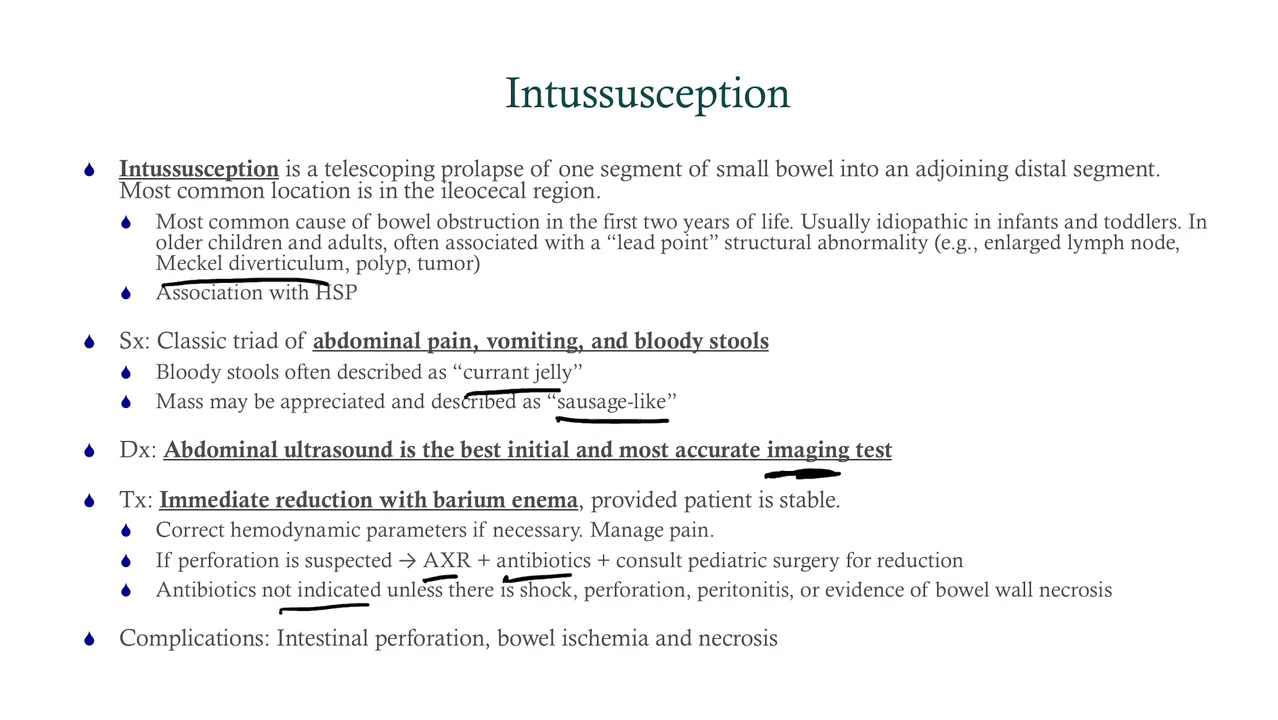 Intussusception
Intussusception is a telescoping prolapse of one segment of small bowel into an adjoining distal segment.
Most common location is in the ileocecal region.
Most common cause of bowel obstruction in the first two years of life. Usually idiopathic in infants and toddlers. In
older children and adults, often associated with a “lead point” structural abnormality (e.g., enlarged lymph node,
Meckel diverticulum, polyp, tumor)
Association with HSP
Sx: Classic triad of abdominal pain, vomiting, and bloody stools
Bloody stools often described as “currant jelly”
Mass may be appreciated and described as “sausage-like”
Dx: Abdominal ultrasound is the best initial and most accurate imaging test
Tx: Immediate reduction with barium enema, provided patient is stable.
Correct hemodynamic parameters if necessary. Manage pain.
If perforation is suspected → AXR + antibiotics + consult pediatric surgery for reduction
Antibiotics not indicated unless there is shock, perforation, peritonitis, or evidence of bowel wall necrosis
Complications: Intestinal perforation, bowel ischemia and necrosis